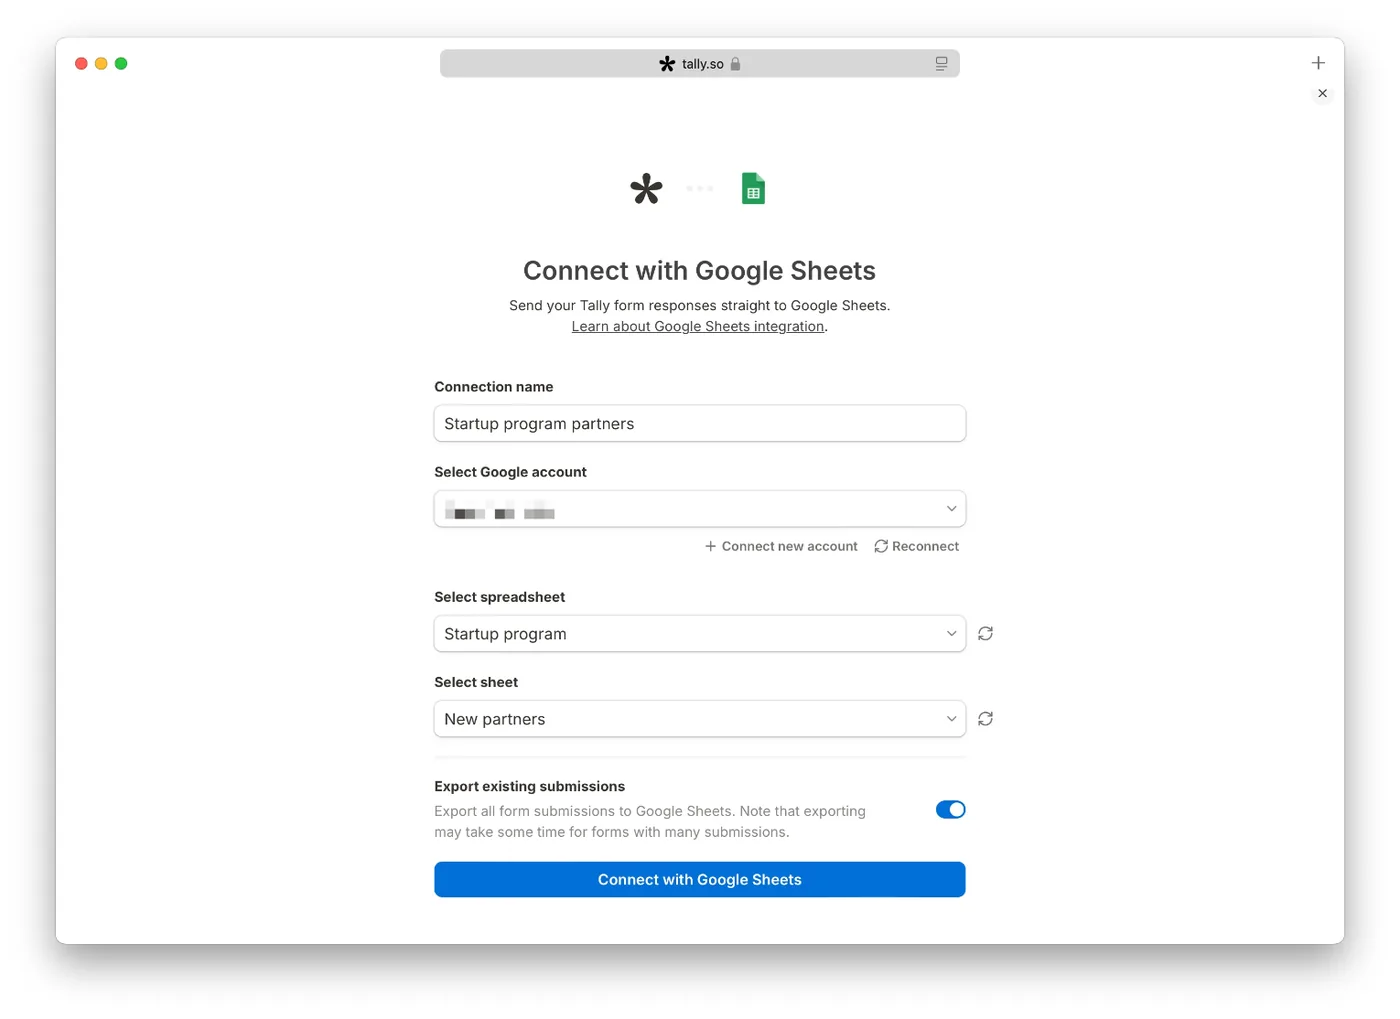 tally.so
Connect with Google Sheets
Send your Tally form responses straight to Google Sheets.
Learn about Google Sheets integration.
Connection name
Startup program partners
Select Google account
Connect new account Reconnect
Select spreadsheet
Startup program
Select sheet
New partners
Export existing submissions
Export all form submissions to Google Sheets. Note that exporting
may take some time for forms with many submissions.
Connect with Google Sheets